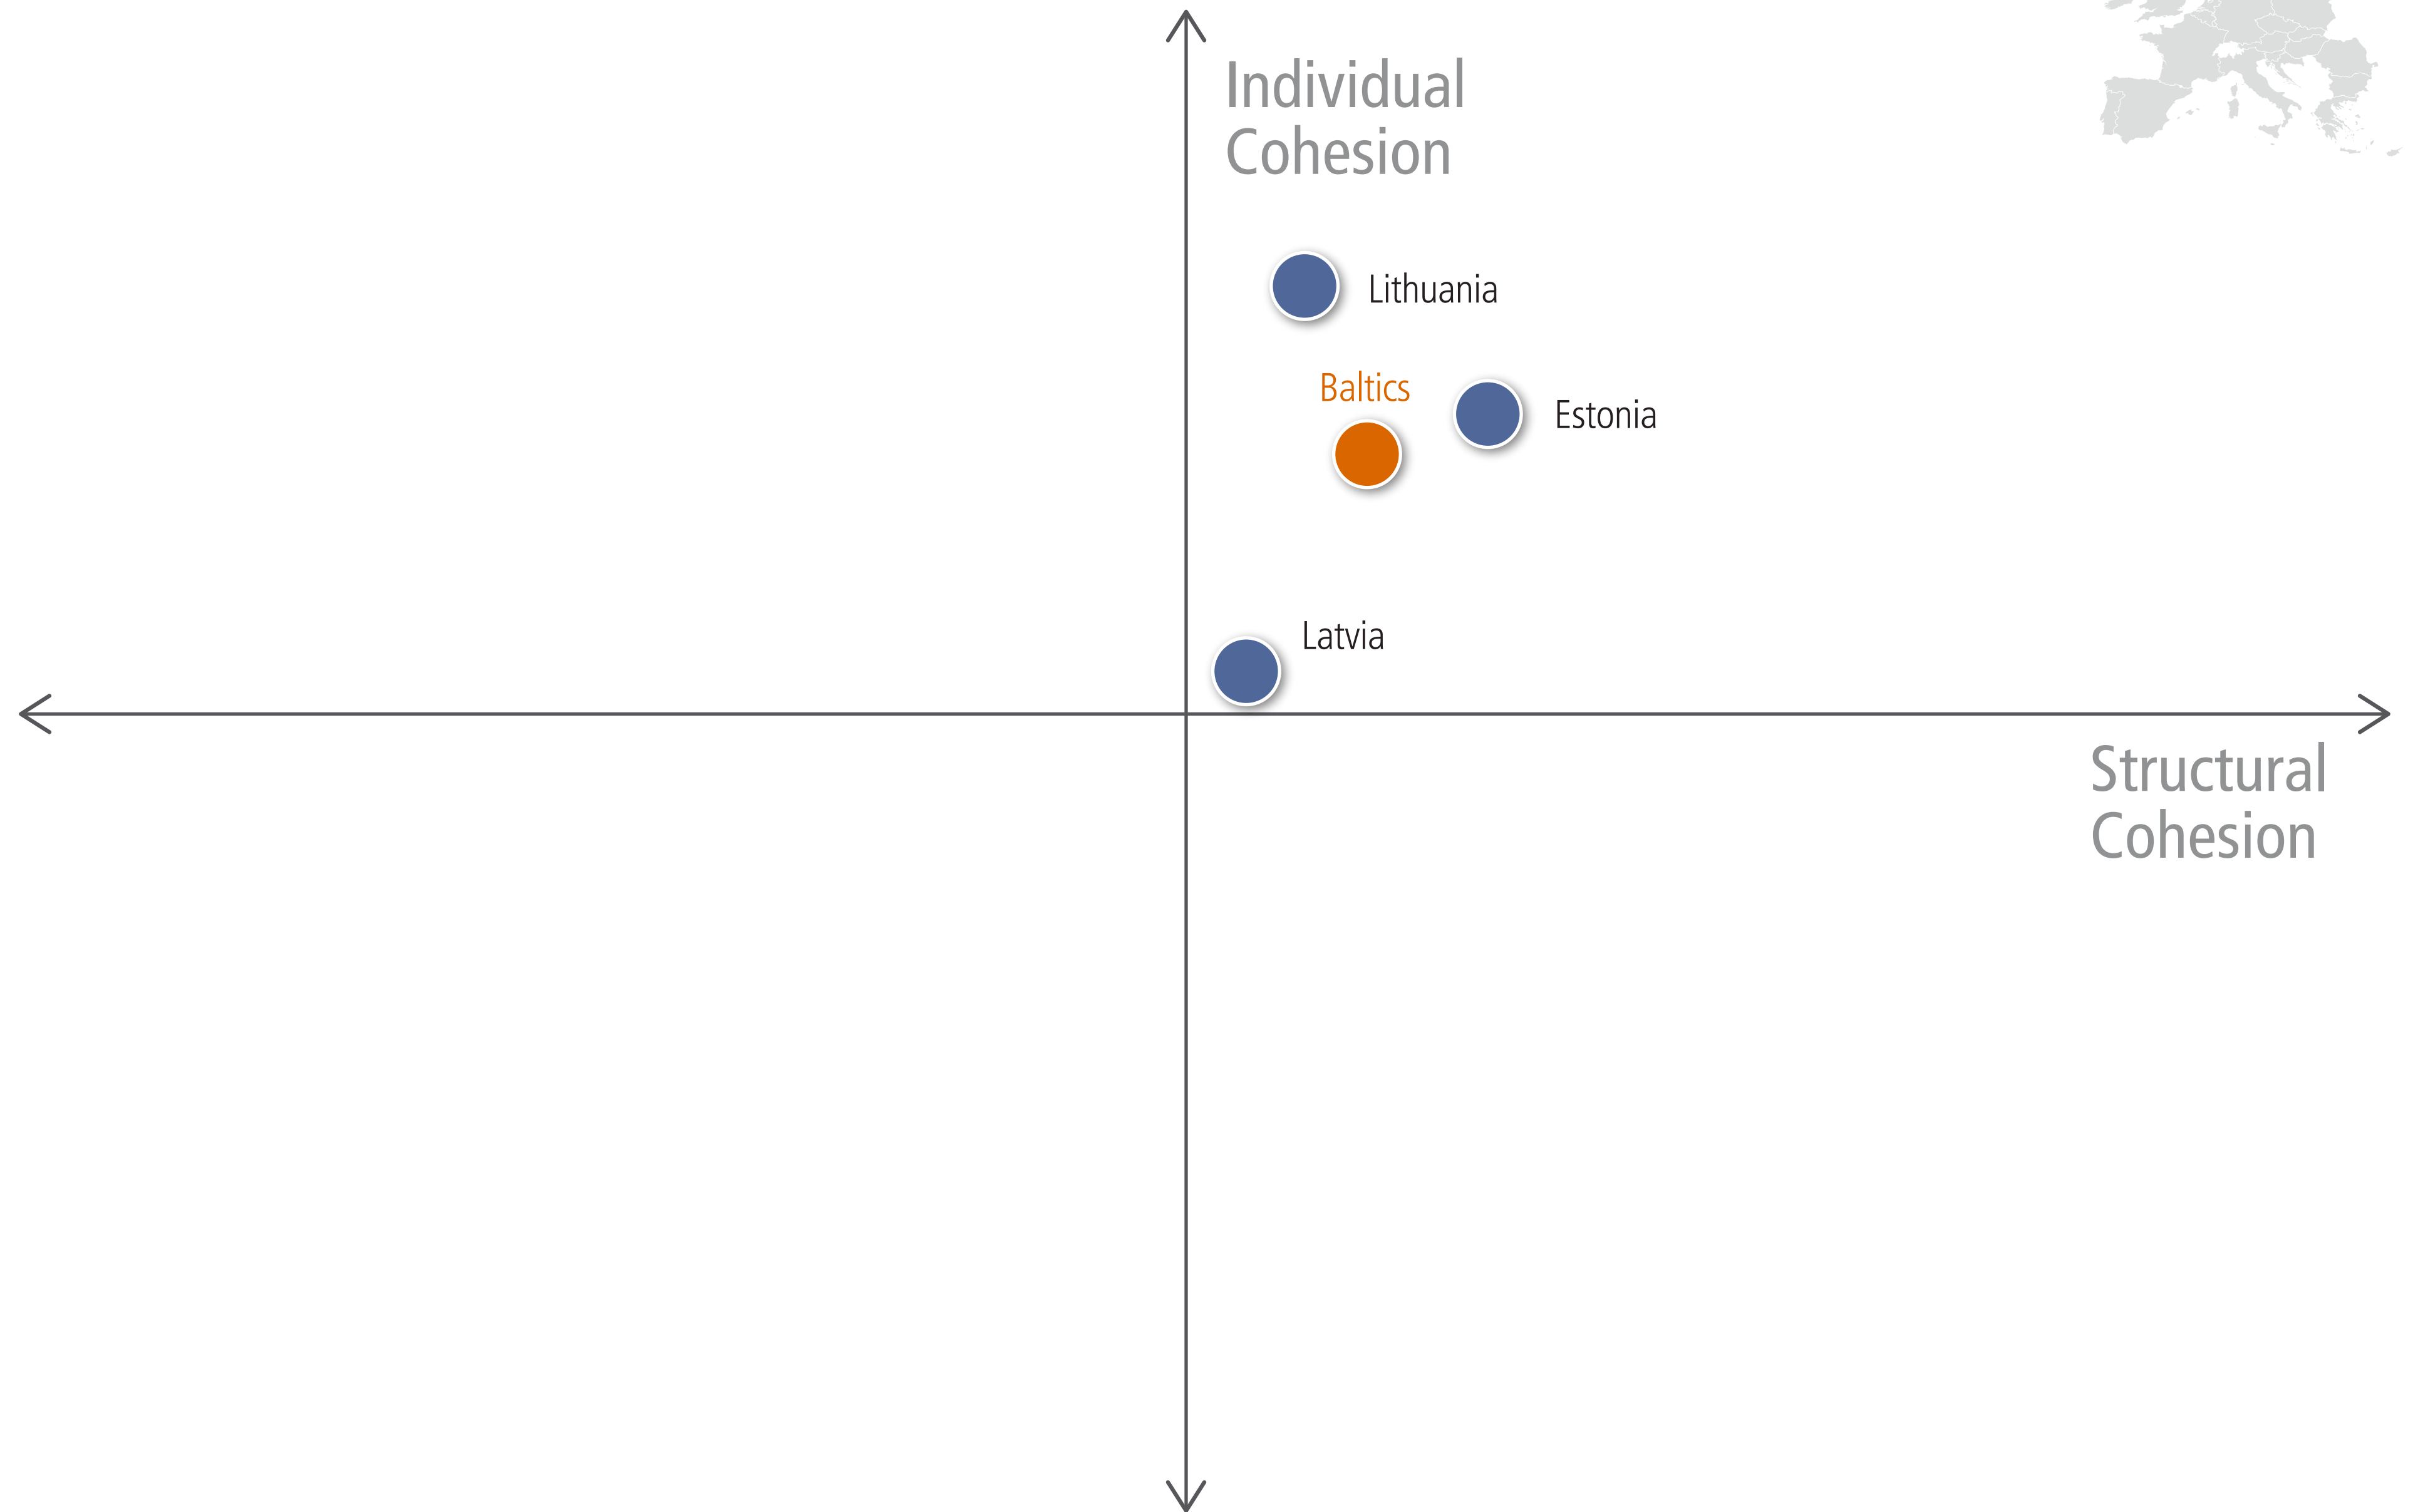 Individual
Cohesion
Lithuania
Baltics
Estonia
Latvia
Structural
Cohesion